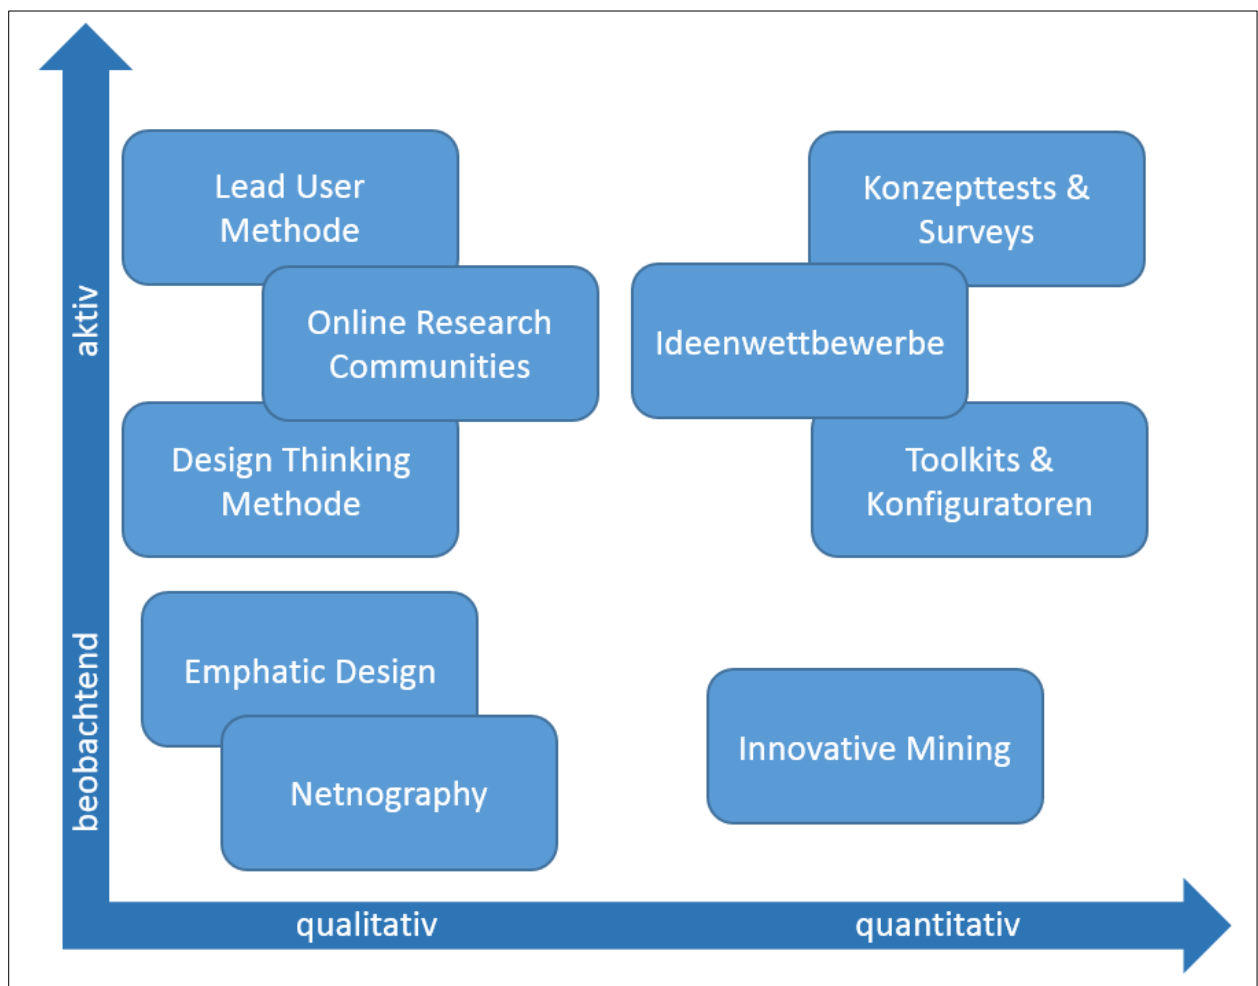 aktiv
beobachtend
Lead User
Methode
Online Research
Communities
Design Thinking
Methode
Emphatic Design
Netnography
Konzepttests &
Surveys
Ideenwettbewerbe
Toolkits &
Konfiguratoren
Innovative Mining
qualitativ
quantitativ